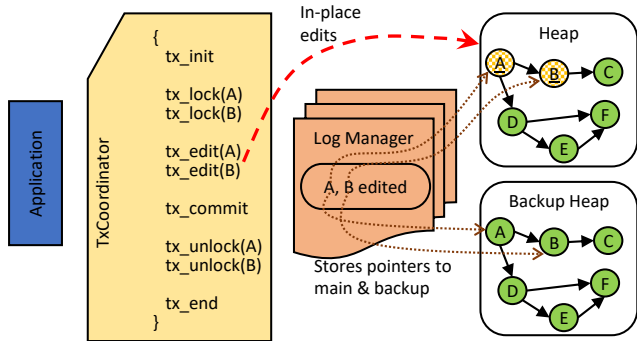 Application
TxCoordinator
{
tx_init
tx_lock(A)
tx_lock(B)
tx_edit(A)
tx_edit(B)
tx_commit
tx_unlock(A)
tx_unlock(B)
tx_end
}
In-place
edits
Log Manager
A, B edited
Stores pointers to
main & backup
Heap
A
B
C
D
F
E
Backup Heap
A
B
C
D
F
E